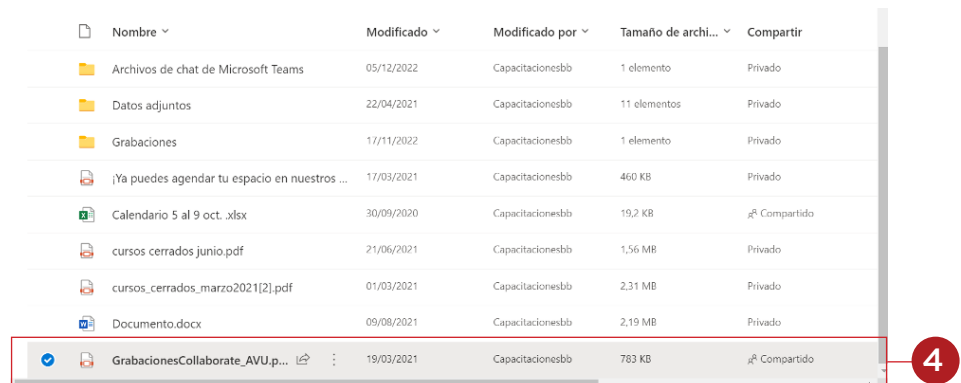 Nombre Modificado Modificado por Tamaño de archi... Compartir
Archivos de chat de Microsoft Teams 05/12/2022 Capacitacionesbb 1 elemento Privado
Datos adjuntos 22/04/2021 Capacitacionesbb 11 elementos Privado
Grabaciones 17/11/2022 Capacitacionesbb 1 elemento Privado
¡Ya puedes agendar tu espacio en nuestros ... 17/03/2021 Capacitacionesbb 460 KB Privado
Calendario 5 al 9 oct. .xlsx 30/09/2020 Capacitacionesbb 19,2 KB Compartido
cursos cerrados junio.pdf 21/06/2021 Capacitacionesbb 1,56 MB Privado
cursos_cerrados_marzo2021[2].pdf 01/03/2021 Capacitacionesbb 2,31 MB Privado
Documento.docx 09/08/2021 Capacitacionesbb 2,19 MB Privado
GrabacionesCollaborate_AVU.p... 19/03/2021 Capacitacionesbb 783 KB Compartido
4